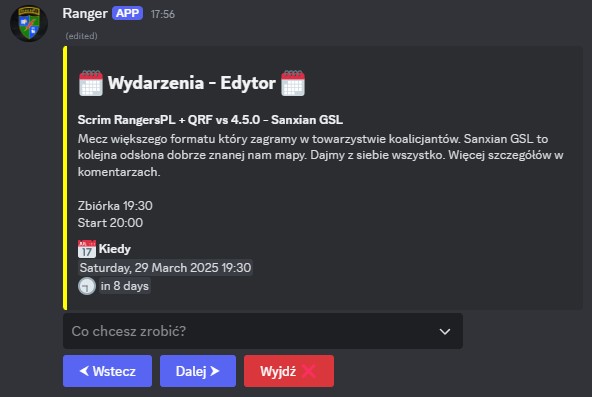 Ranger APP 17:56
(edited)
Wydarzenia - Edytor
Scrim RangersPL + QRF vs 4.5.0 - Sanxian GSL
Mecz większego formatu który zagramy w towarzystwie koalicjantów. Sanxian GSL to
kolejna odsłona dobrze znanej nam mapy. Dajmy z siebie wszystko. Więcej szczegółów w
komentarzach.
Zbiórka 19:30
Start 20:00
JUL 17 Kiedy
Saturday, 29 March 2025 19:30
in 8 days
Co chcesz zrobić?
Wstecz
Dalej
Wyjdź